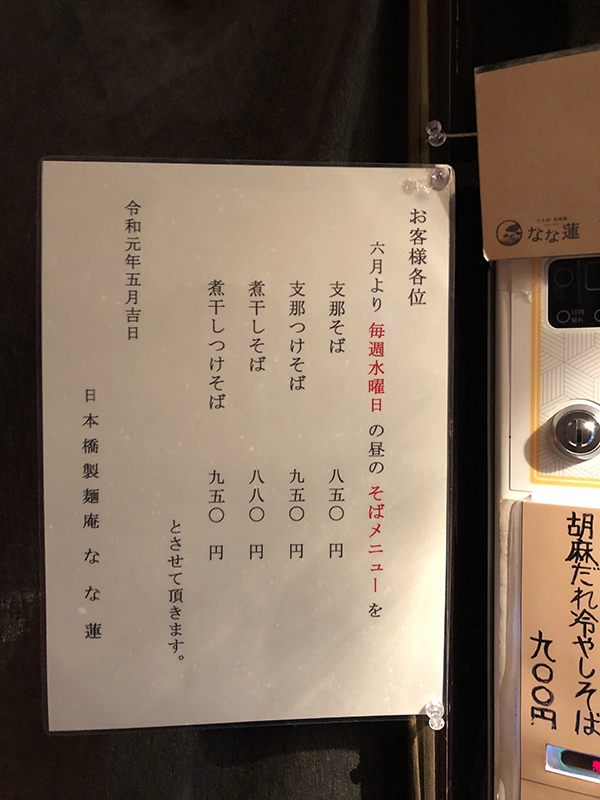 お客様各位
六月より 毎週水曜日 の昼の そばメニュー を
支那そば 八五〇 円
支那つけそば 九五〇 円
煮干しそば 八八〇 円
煮干しつけそば 九五〇 円
とさせて頂きます。
令和元年五月吉日
日本橋製麺庵 な な 蓮
なな蓮
胡麻だれ冷やしそば
九〇〇円